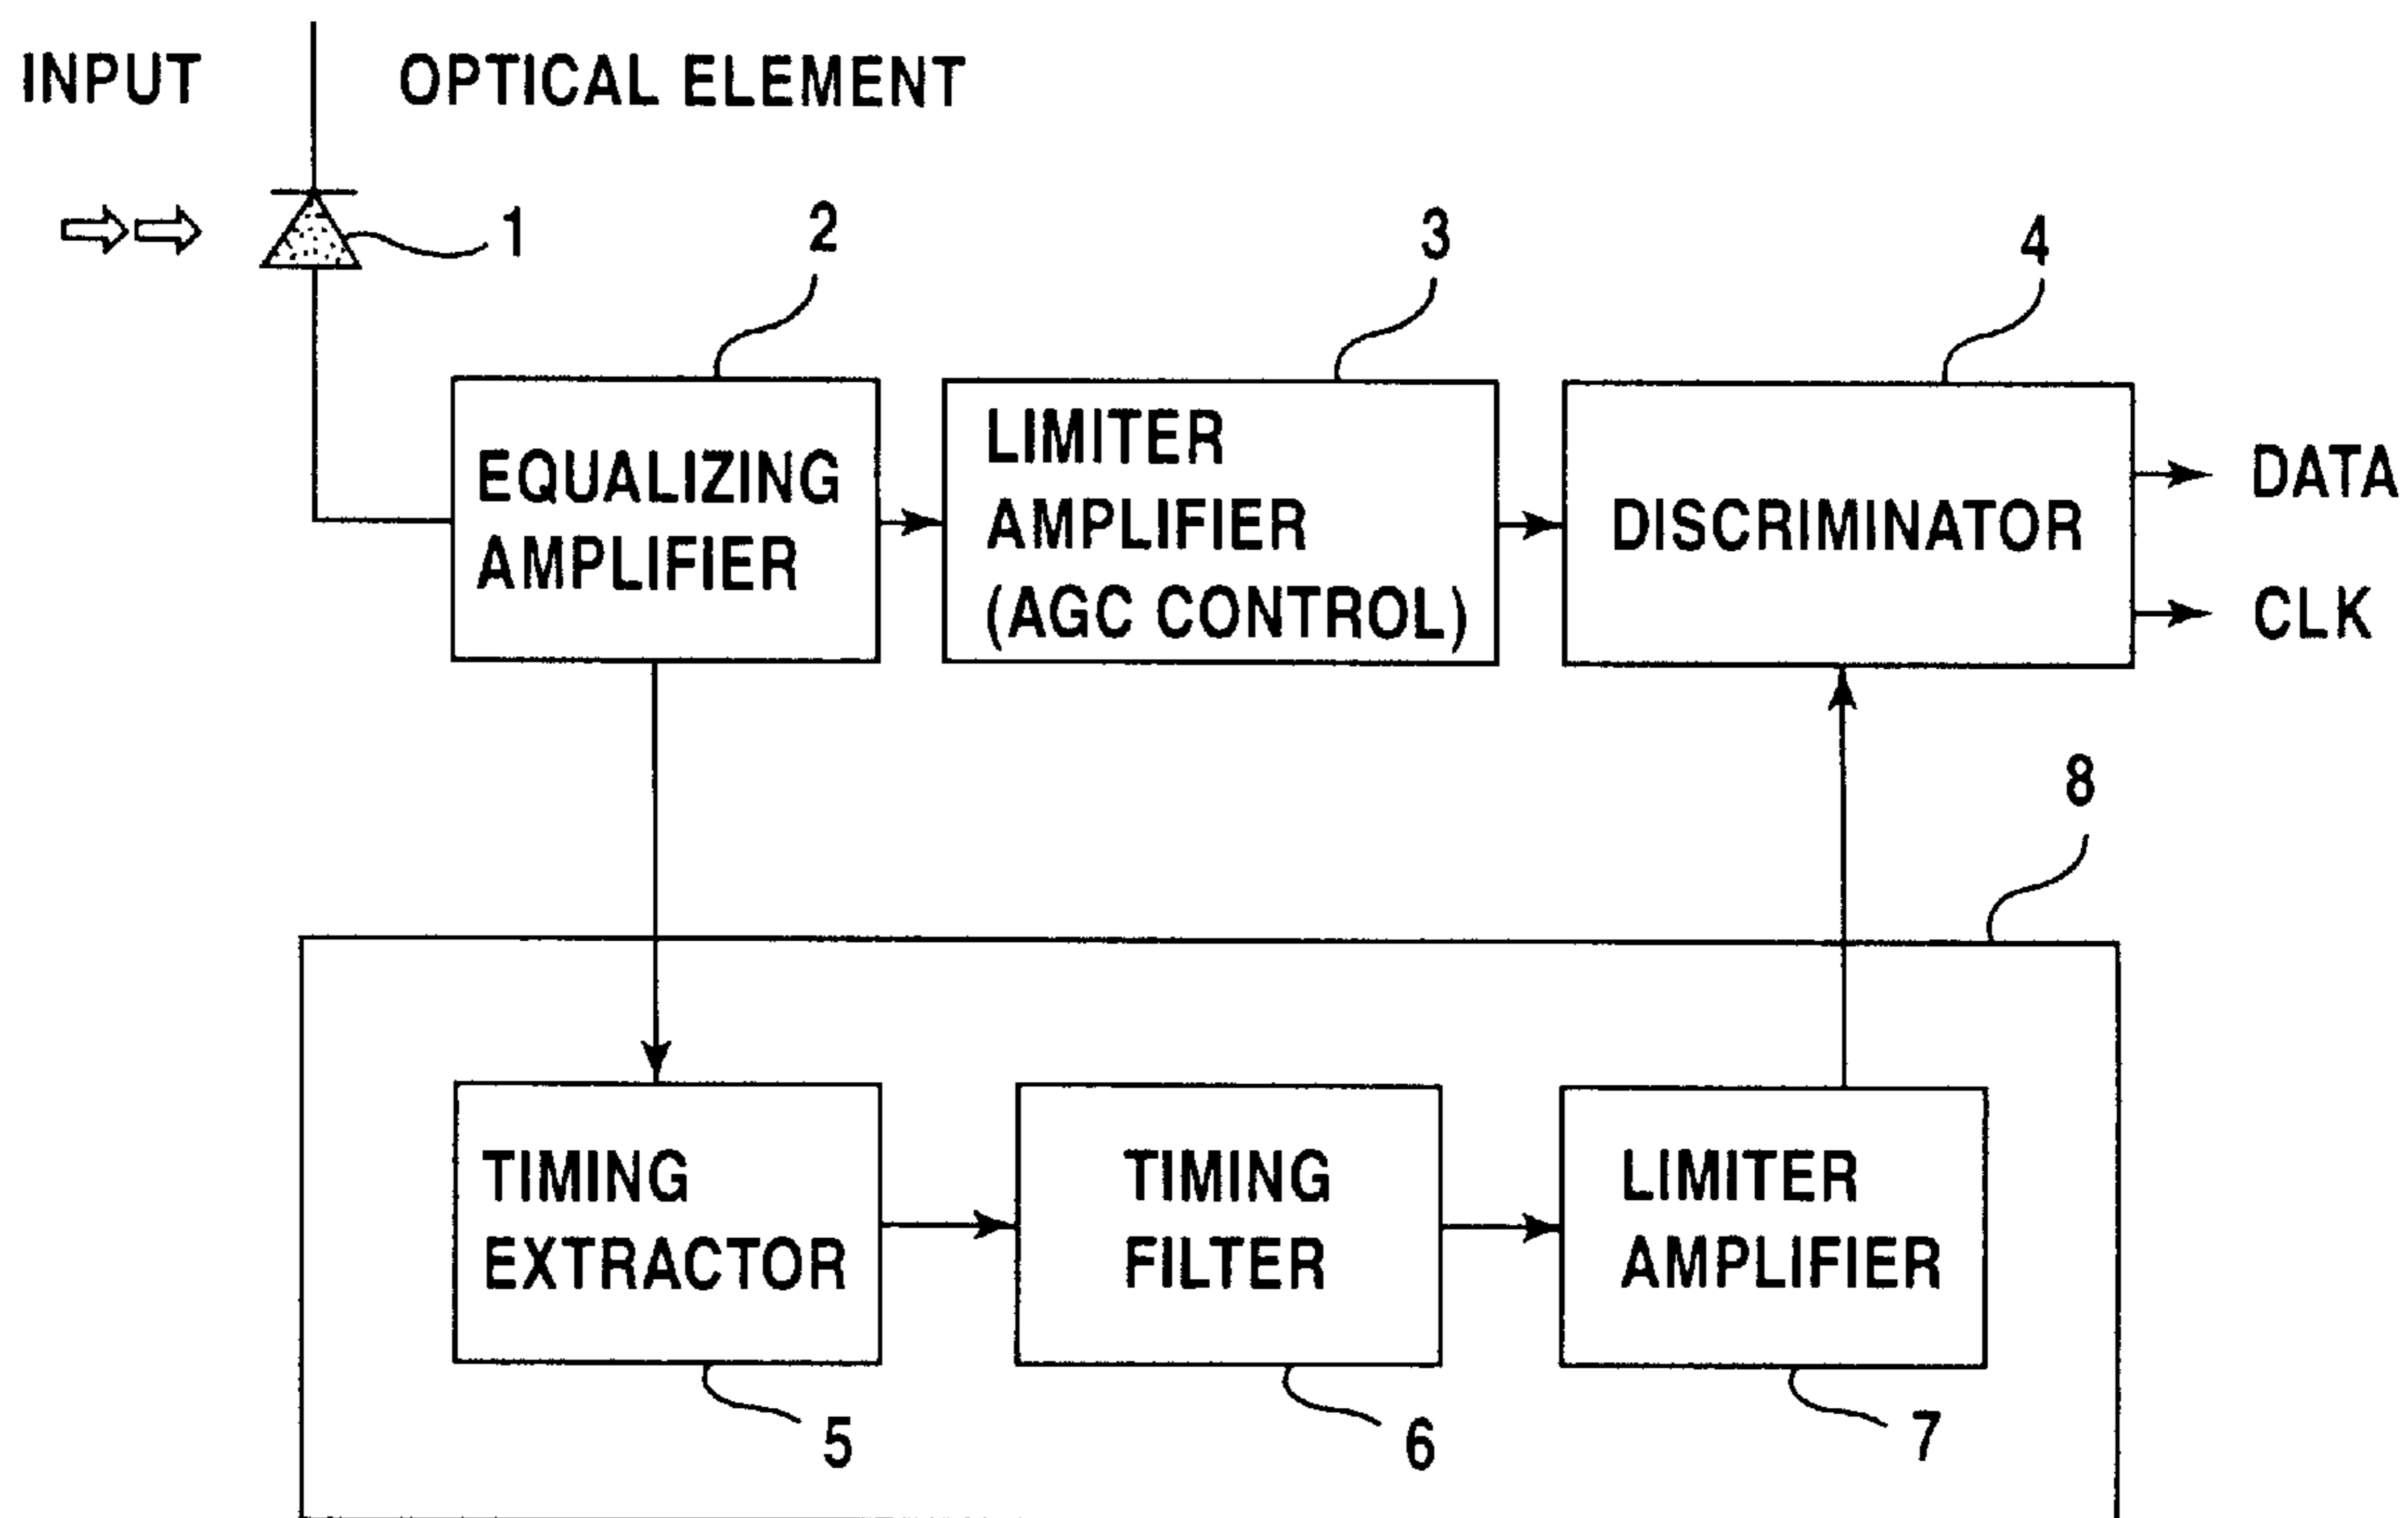 INPUT
OPTICAL ELEMENT
1
2
3
4
EQUALIZING
AMPLIFIER
LIMITER
AMPLIFIER
(AGC CONTROL)
DISCRIMINATOR
DATA
CLK
8
TIMING
EXTRACTOR
TIMING
FILTER
LIMITER
AMPLIFIER
5
6
7